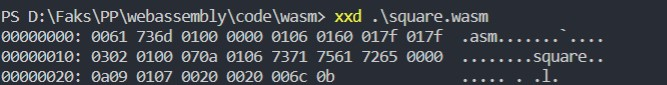 PS D:\Faks\PP\webassembly\code\wasm> xxd .\square.wasm
00000000: 0061 736d 0100 0000 0106 0160 017f 017f  .asm.......`....
00000010: 0302 0100 070a 0106 7371 7561 7265 0000  ........square..
00000020: 0a09 0107 0020 0020 006c 0b              ..... . .l.